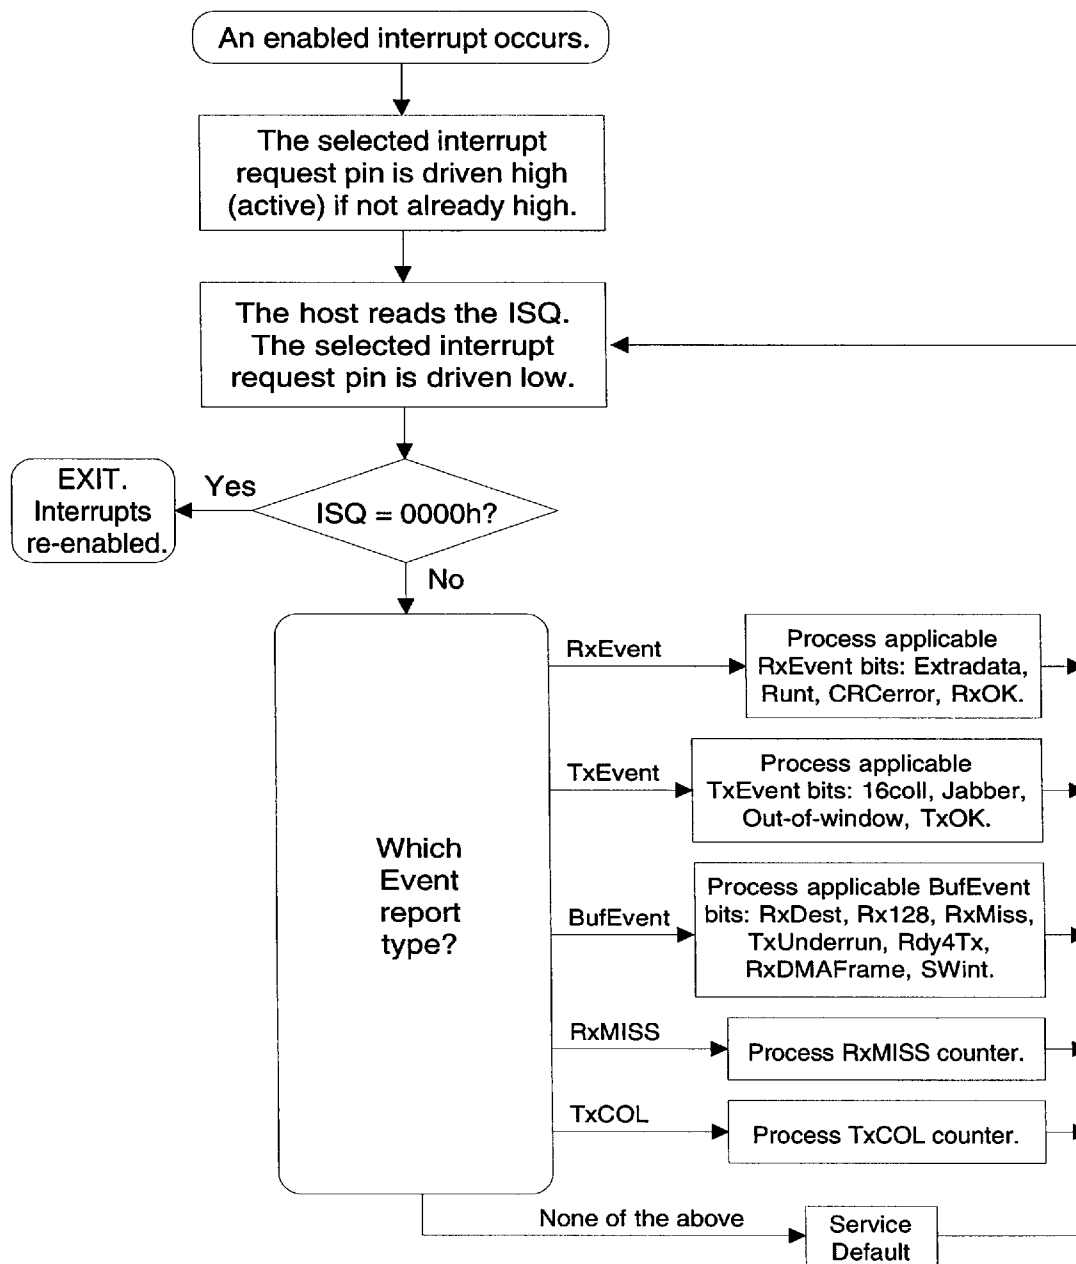 An enabled interrupt occurs.
The selected interrupt
request pin is driven high
(active) if not already high.
The host reads the ISQ.
The selected interrupt
request pin is driven low.
EXIT.
Interrupts
re-enabled.
Yes
ISQ = 0000h?
No
Which
Event
report
type?
RxEvent
Process applicable
RxEvent bits: Extradata,
Runt, CRCerror, RxOK.
TxEvent
Process applicable
TxEvent bits: 16coll, Jabber,
Out-of-window, TxOK.
BufEvent
Process applicable BufEvent
bits: RxDest, Rx128, RxMiss,
TxUnderrun, Rdy4Tx,
RxDMAFrame, SWint.
RxMISS
Process RxMISS counter.
TxCOL
Process TxCOL counter.
None of the above
Service
Default